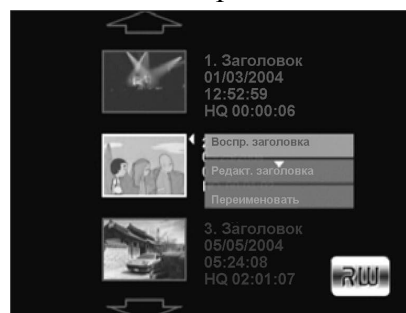 1. Заголовок
01/03/2004
12:52:59
HQ 00:00:06
Воспр. заголовка
Редакт. заголовка
Переименовать
3. Заголовок
05/05/2004
05:24:08
HQ 02:01:07
RW